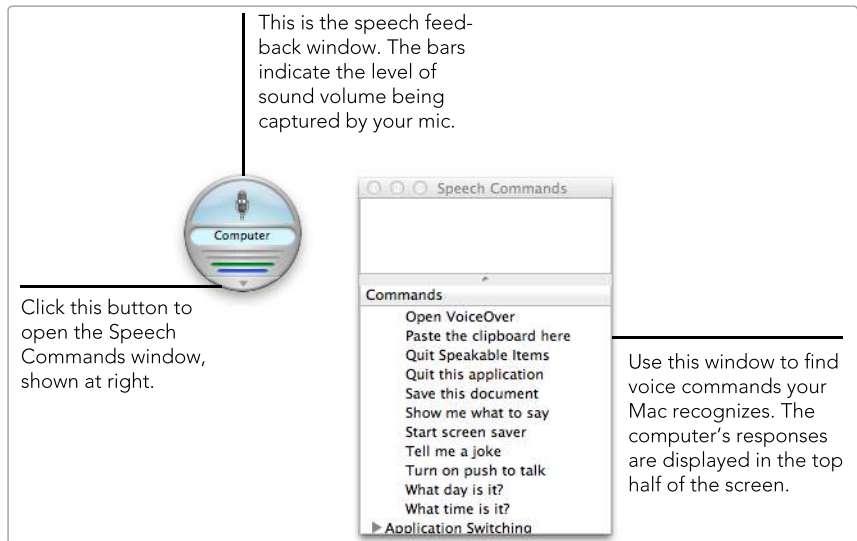 This is the speech feed-
back window. The bars
indicate the level of
sound volume being
captured by your mic.
Computer
Click this button to
open the Speech
Commands window,
shown at right.
Speech Commands
Commands
Open VoiceOver
Paste the clipboard here
Quit Speakable Items
Quit this application
Save this document
Show me what to say
Start screen saver
Tell me a joke
Turn on push to talk
What day is it?
What time is it?
Application Switching
Use this window to find
voice commands your
Mac recognizes. The
computer’s responses
are displayed in the top
half of the screen.